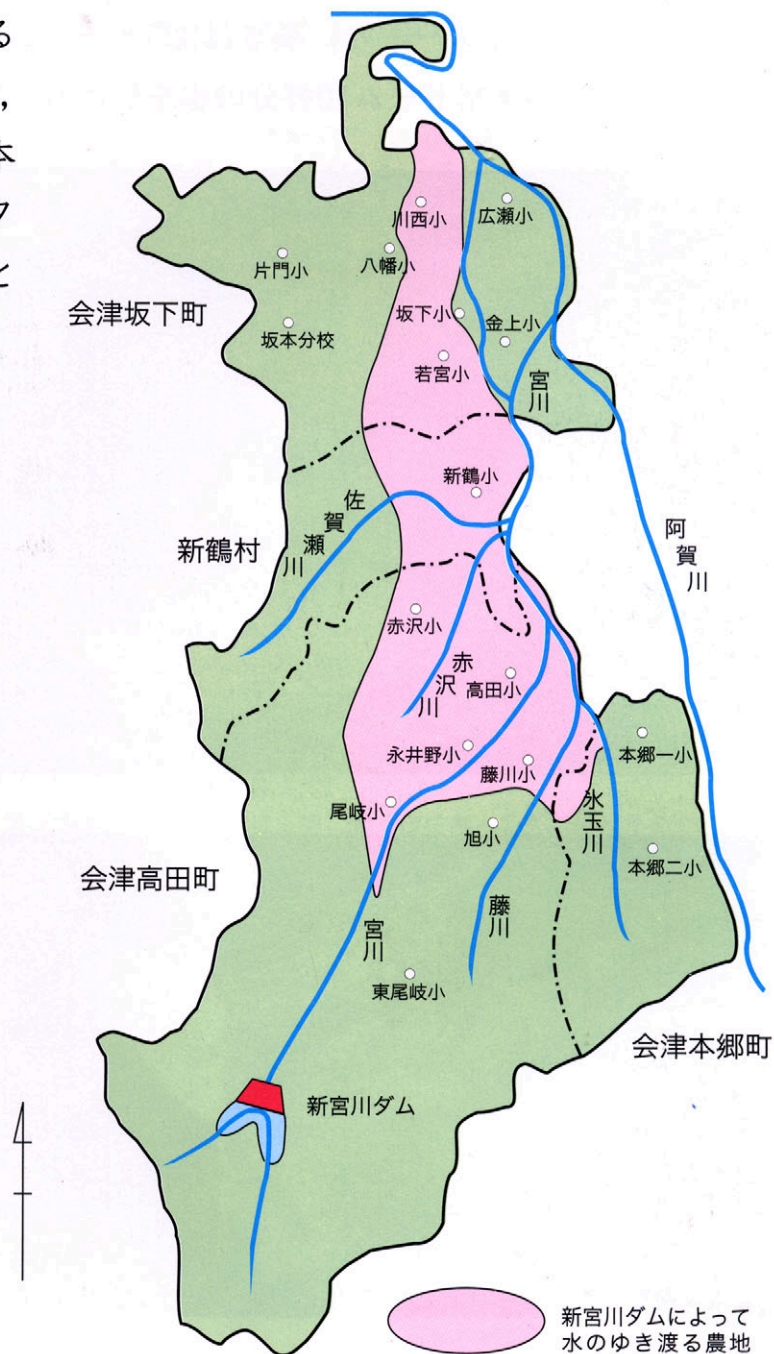 る
，
本
ク
と
川西小
広瀬小
片門小
八幡小
会津坂下町
坂下小
金上小
坂本分校
若宮小
宮川
新鶴小
佐賀瀬川
阿賀川
新鶴村
赤沢小
赤沢川
高田小
本郷一小
永井野小
藤川小
氷玉川
尾岐小
旭小
本郷二小
会津高田町
宮川
藤川
東尾岐小
会津本郷町
新宮川ダム
新宮川ダムによって
水のゆき渡る農地